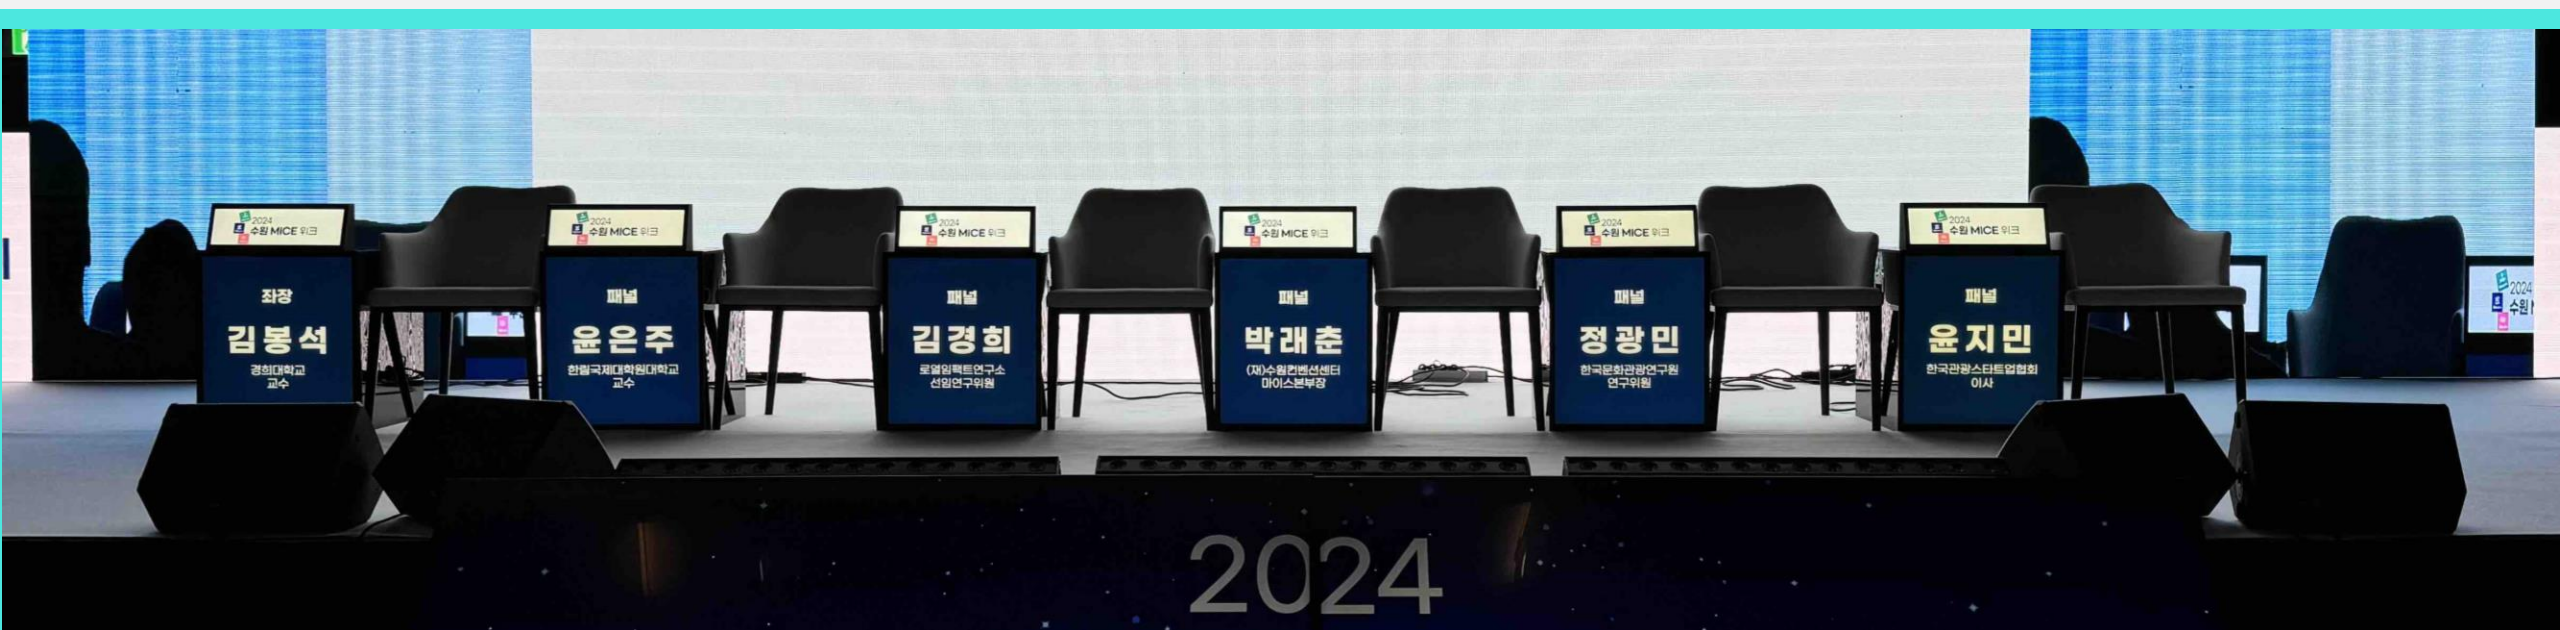 2024
수원 MICE 위크
좌장
김봉석
경희대학교
교수
2024
수원 MICE 위크
패널
윤은주
한림국제대학원대학교
교수
2024
수원 MICE 위크
패널
김경희
로열임팩트연구소
선임연구위원
2024
수원 MICE 위크
패널
박래춘
(재)수원컨벤션센터
마이스본부장
2024
수원 MICE 위크
패널
정광민
한국문화관광연구원
연구위원
2024
수원 MICE 위크
패널
윤지민
한국관광스타트업협회
이사
2024
수원
2024